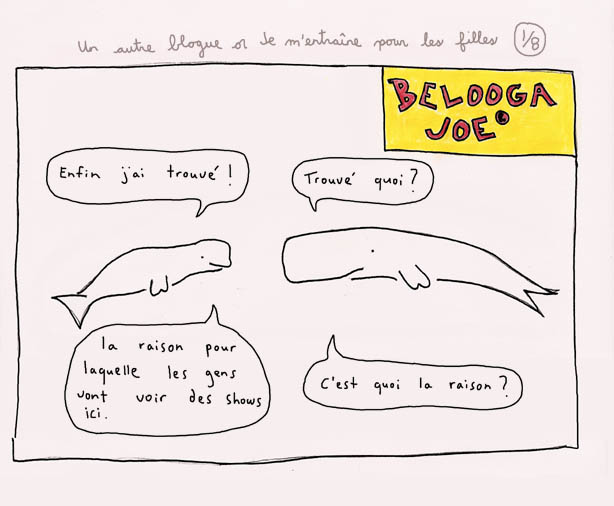 Un autre blogue or Je m'entraîne pour les filles 1/8
BELOOGA
JOE
Enfin j'ai trouvé !
Trouvé quoi ?
la raison pour
laquelle les gens
vont voir des shows
ici.
C'est quoi la raison ?